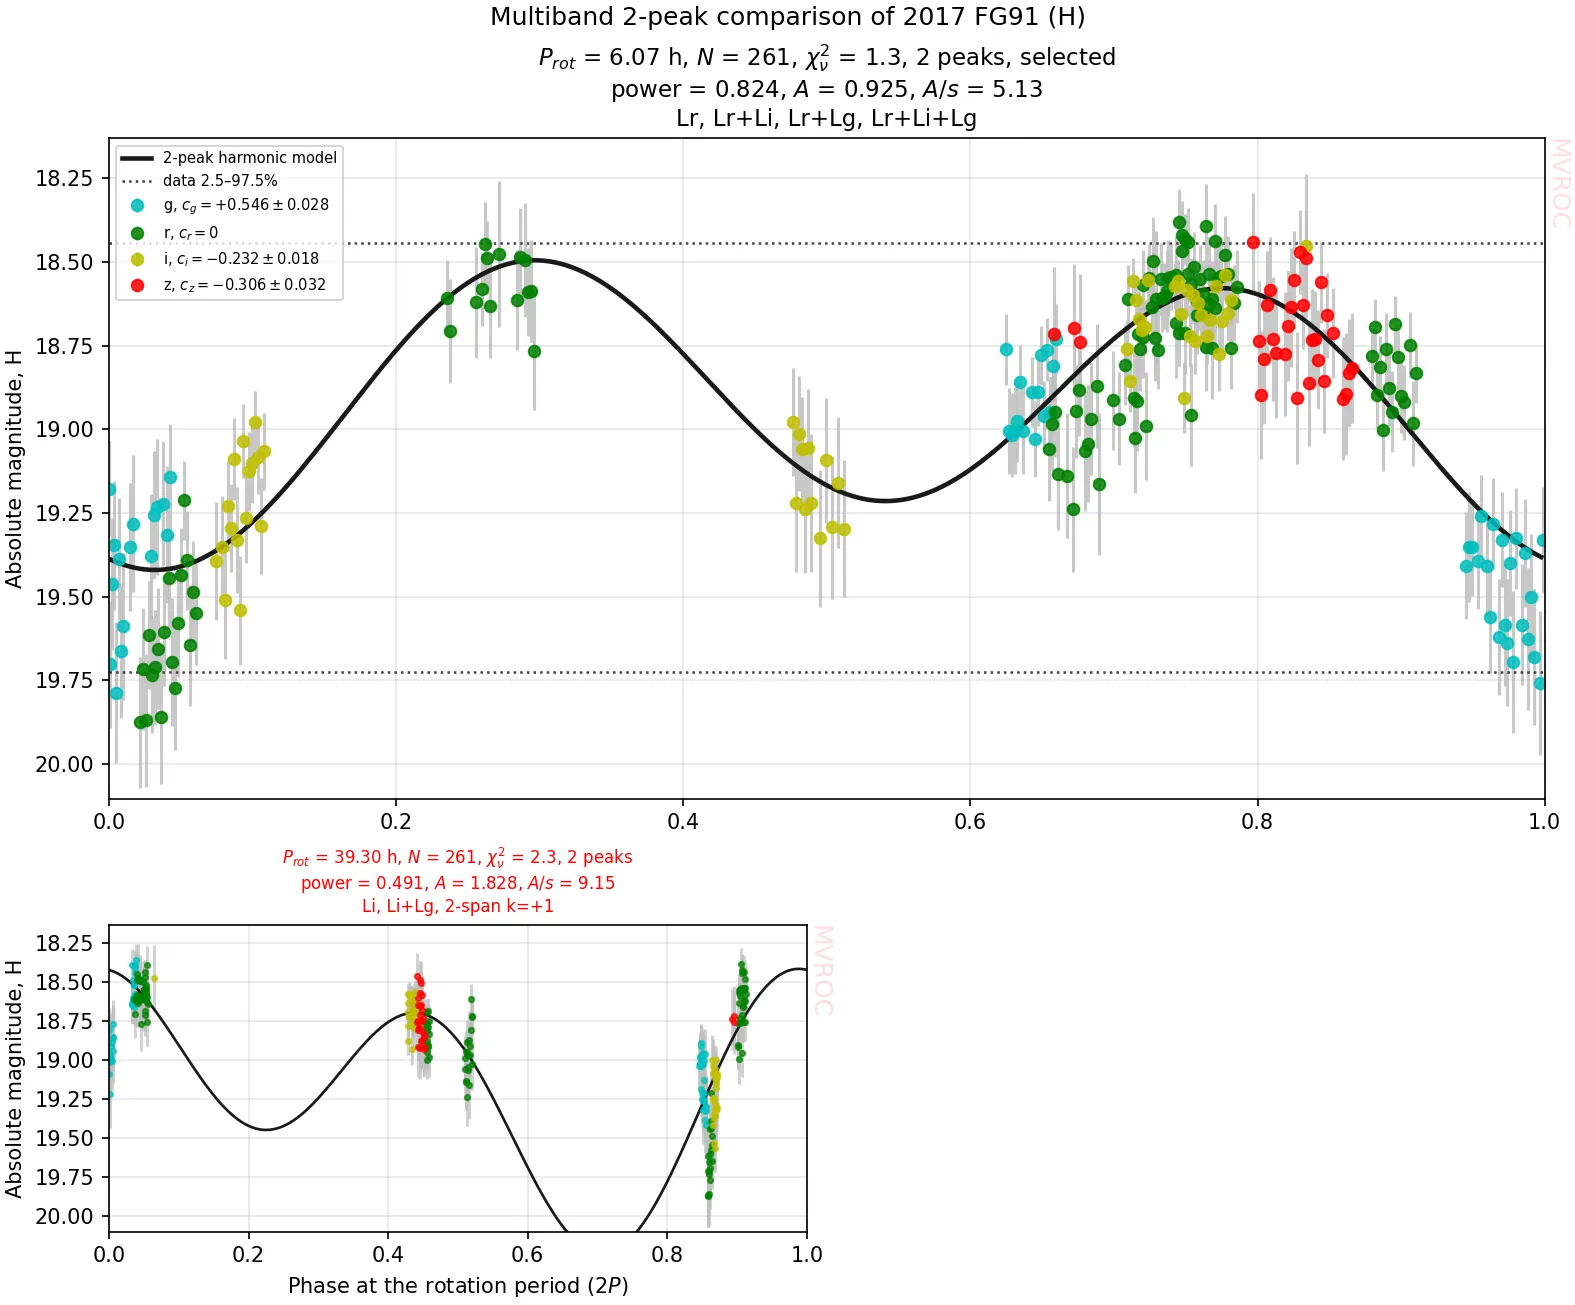 Multiband 2-peak comparison of 2017 FG91 (H)
P_rot = 6.07 h, N = 261, χ²_ν = 1.3, 2 peaks, selected
power = 0.824, A = 0.925, A/s = 5.13
Lr, Lr+Li, Lr+Lg, Lr+Li+Lg
2-peak harmonic model
data 2.5–97.5%
g, c_g = +0.546 ± 0.028
r, c_r = 0
i, c_i = −0.232 ± 0.018
z, c_z = −0.306 ± 0.032
MVROC
Absolute magnitude, H
18.25
18.50
18.75
19.00
19.25
19.50
19.75
20.00
0.0 0.2 0.4 0.6 0.8 1.0
P_rot = 39.30 h, N = 261, χ²_ν = 2.3, 2 peaks
power = 0.491, A = 1.828, A/s = 9.15
Li, Li+Lg, 2-span k=+1
MVROC
Absolute magnitude, H
18.25
18.50
18.75
19.00
19.25
19.50
19.75
20.00
0.0 0.2 0.4 0.6 0.8 1.0
Phase at the rotation period (2P)